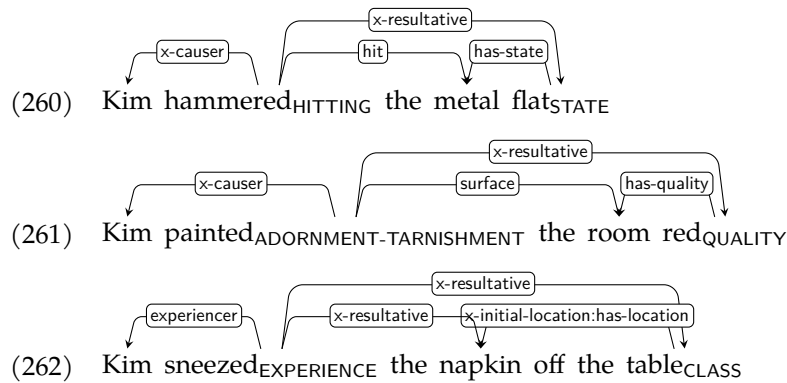 x-resultative
x-causer hit has-state
(260) Kim hammeredHITTING the metal flatSTATE
x-resultative
x-causer surface has-quality
(261) Kim paintedADORNMENT-TARNISHMENT the room redQUALITY
x-resultative
experiencer x-resultative x-initial-location:has-location
(262) Kim sneezedEXPERIENCE the napkin off the tableCLASS